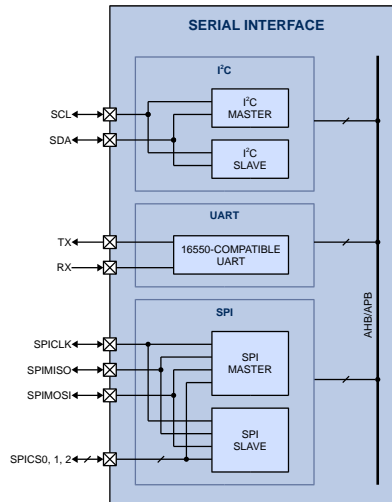 SERIAL INTERFACE
I²C
SCL
SDA
I²C
MASTER
I²C
SLAVE
UART
TX
RX
16550-COMPATIBLE
UART
AHB/APB
SPI
SPICLK
SPIMISO
SPIMOSI
SPICS0, 1, 2
SPI
MASTER
SPI
SLAVE